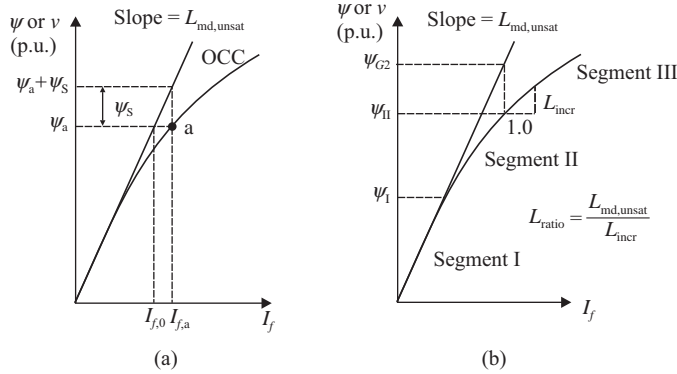 ψ or v
(p.u.)
Slope = L_md,unsat
OCC
ψ_a + ψ_S
ψ_S
ψ_a
a
I_f,0
I_f,a
I_f
(a)
ψ or v
(p.u.)
Slope = L_md,unsat
ψ_G2
Segment III
ψ_II
L_incr
1.0
Segment II
ψ_I
L_ratio = L_md,unsat / L_incr
Segment I
I_f
(b)